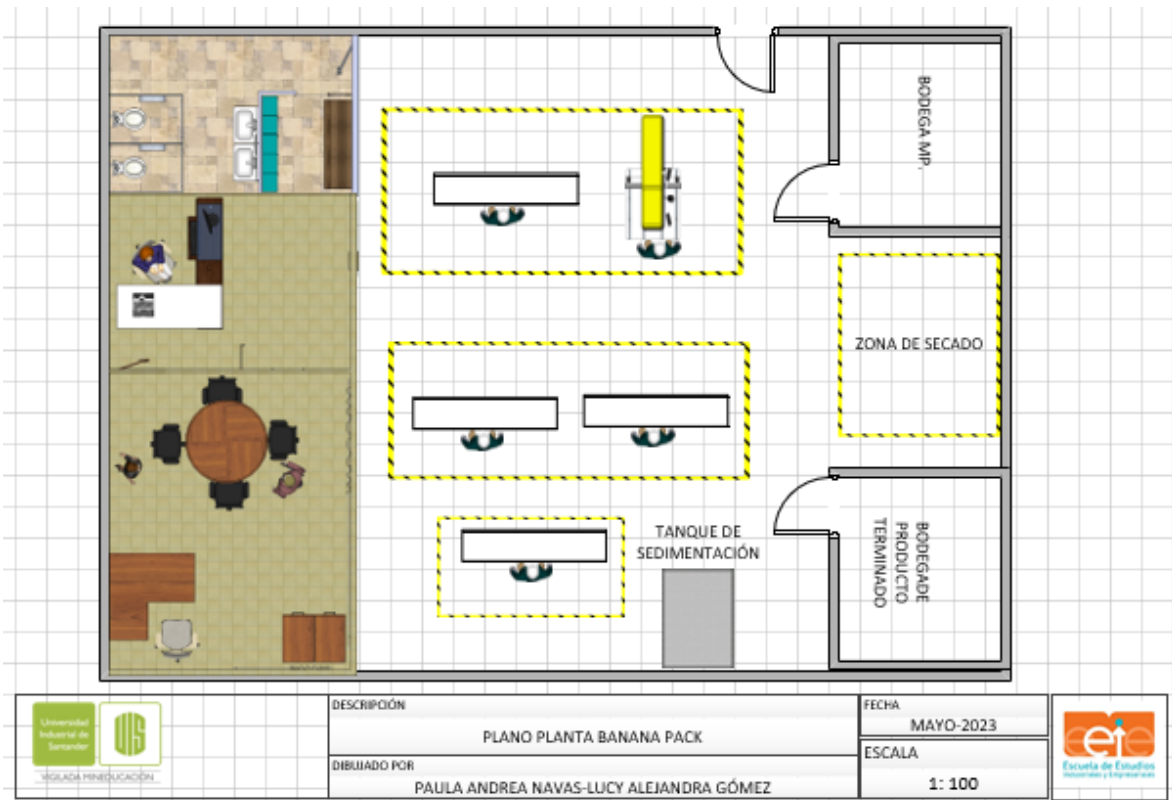 BODEGA MP.
ZONA DE SECADO
TANQUE DE
SEDIMENTACIÓN
BODEGADE
PRODUCTO
TERMINADO
Universidad
Industrial de
Santander
UIS
VIGILADA MINEDUCACIÓN
DESCRIPCIÓN
PLANO PLANTA BANANA PACK
DIBUJADO POR
PAULA ANDREA NAVAS-LUCY ALEJANDRA GÓMEZ
FECHA
MAYO-2023
ESCALA
1: 100
eeie
Escuela de Estudios
Industriales y Empresariales